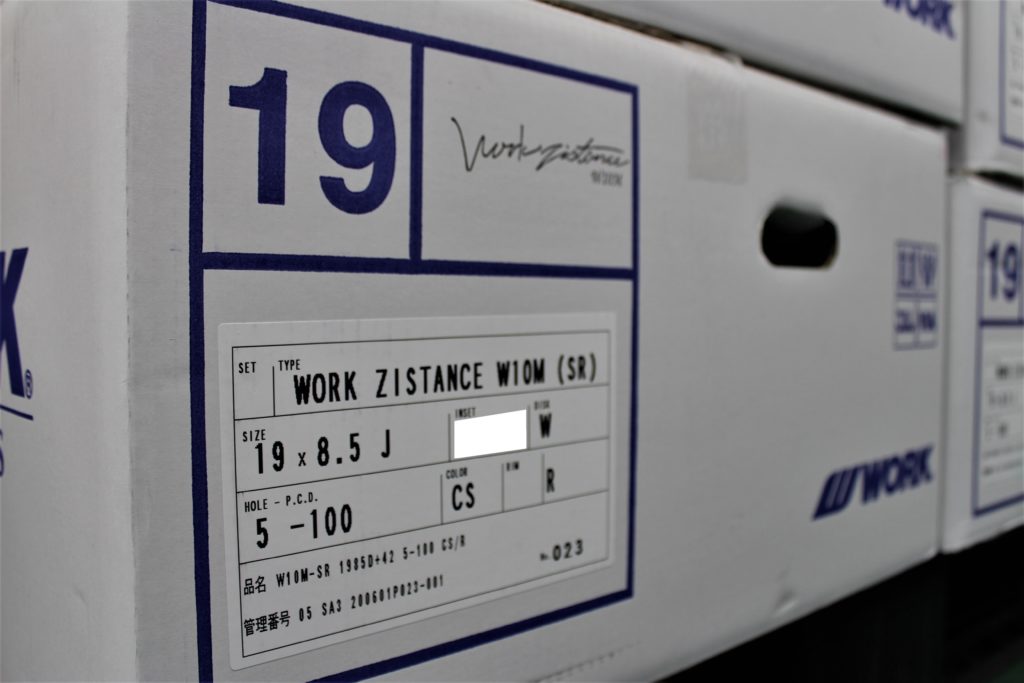 WORK
19
Work Zistance
WORK
SET
TYPE
WORK ZISTANCE W10M (SR)
SIZE
19 x 8.5 J
INSET
DISK
W
HOLE - P.C.D.
5 -100
COLOR
CS
RIM
R
品名 W10M-SR 1985D+42 5-100 CS/R
No. 023
管理番号 05 SA3 200601P023-001
WORK
19
K®
S